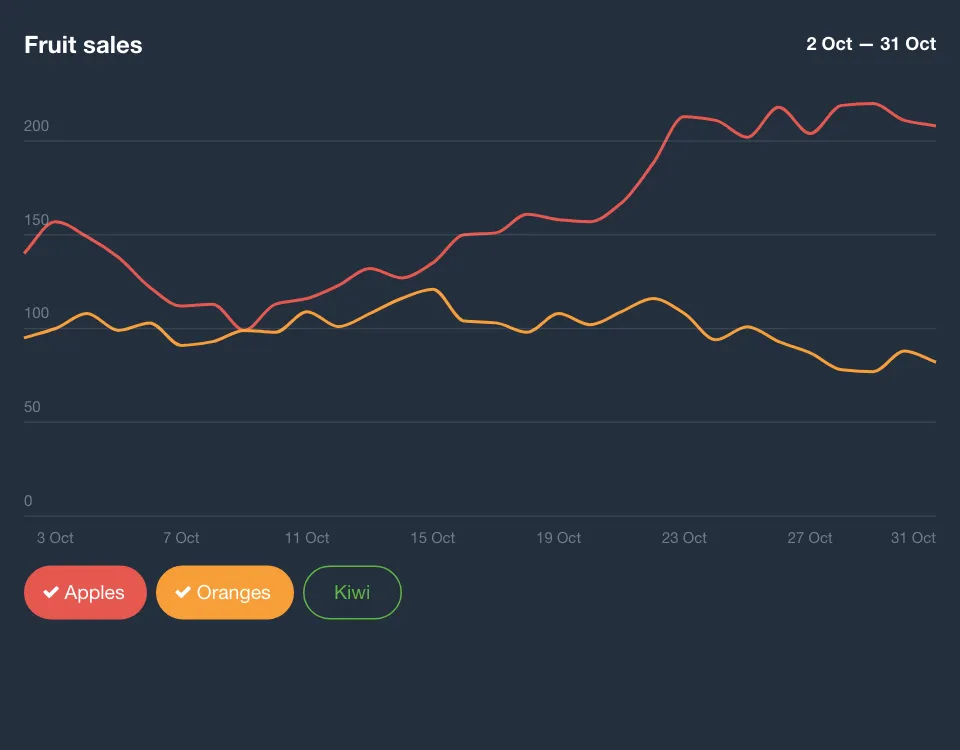 Fruit sales
2 Oct — 31 Oct
200
150
100
50
0
3 Oct 7 Oct 11 Oct 15 Oct 19 Oct 23 Oct 27 Oct 31 Oct
Apples Oranges Kiwi